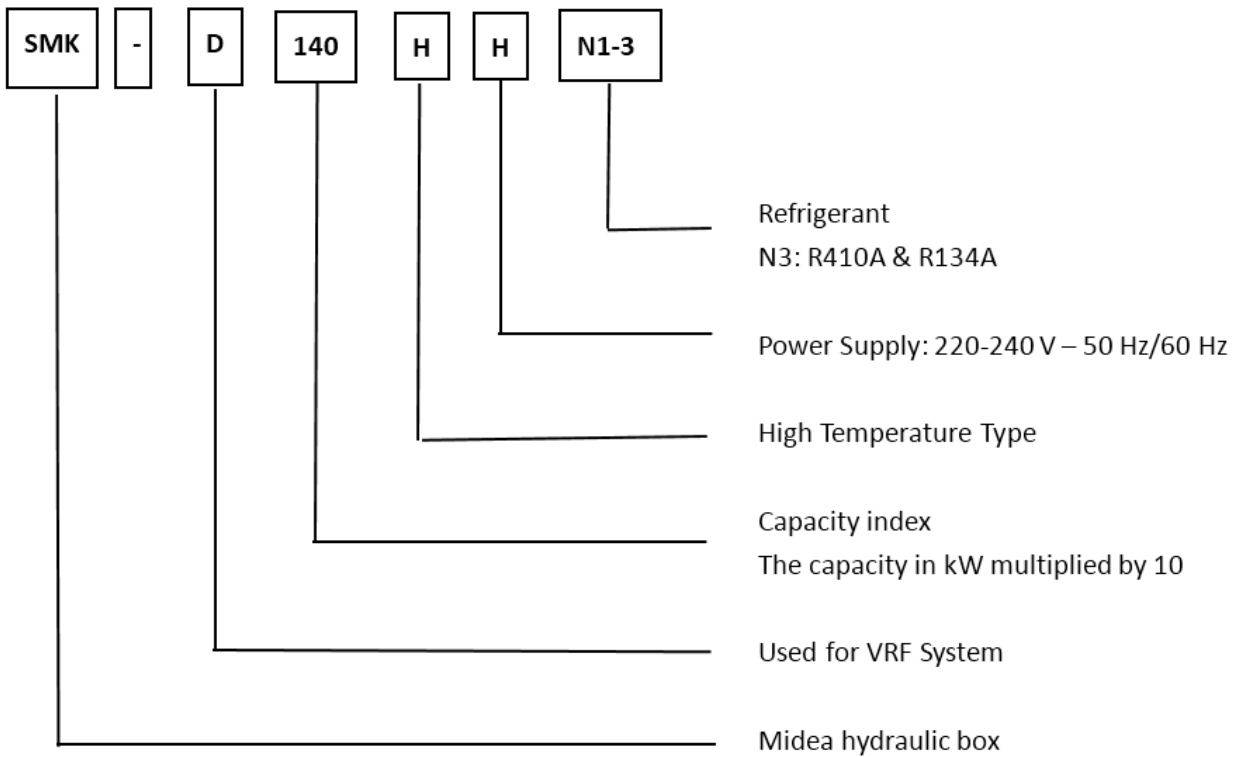 SMK - D 140 H H N1-3
Refrigerant
N3: R410A & R134A
Power Supply: 220-240 V – 50 Hz/60 Hz
High Temperature Type
Capacity index
The capacity in kW multiplied by 10
Used for VRF System
Midea hydraulic box